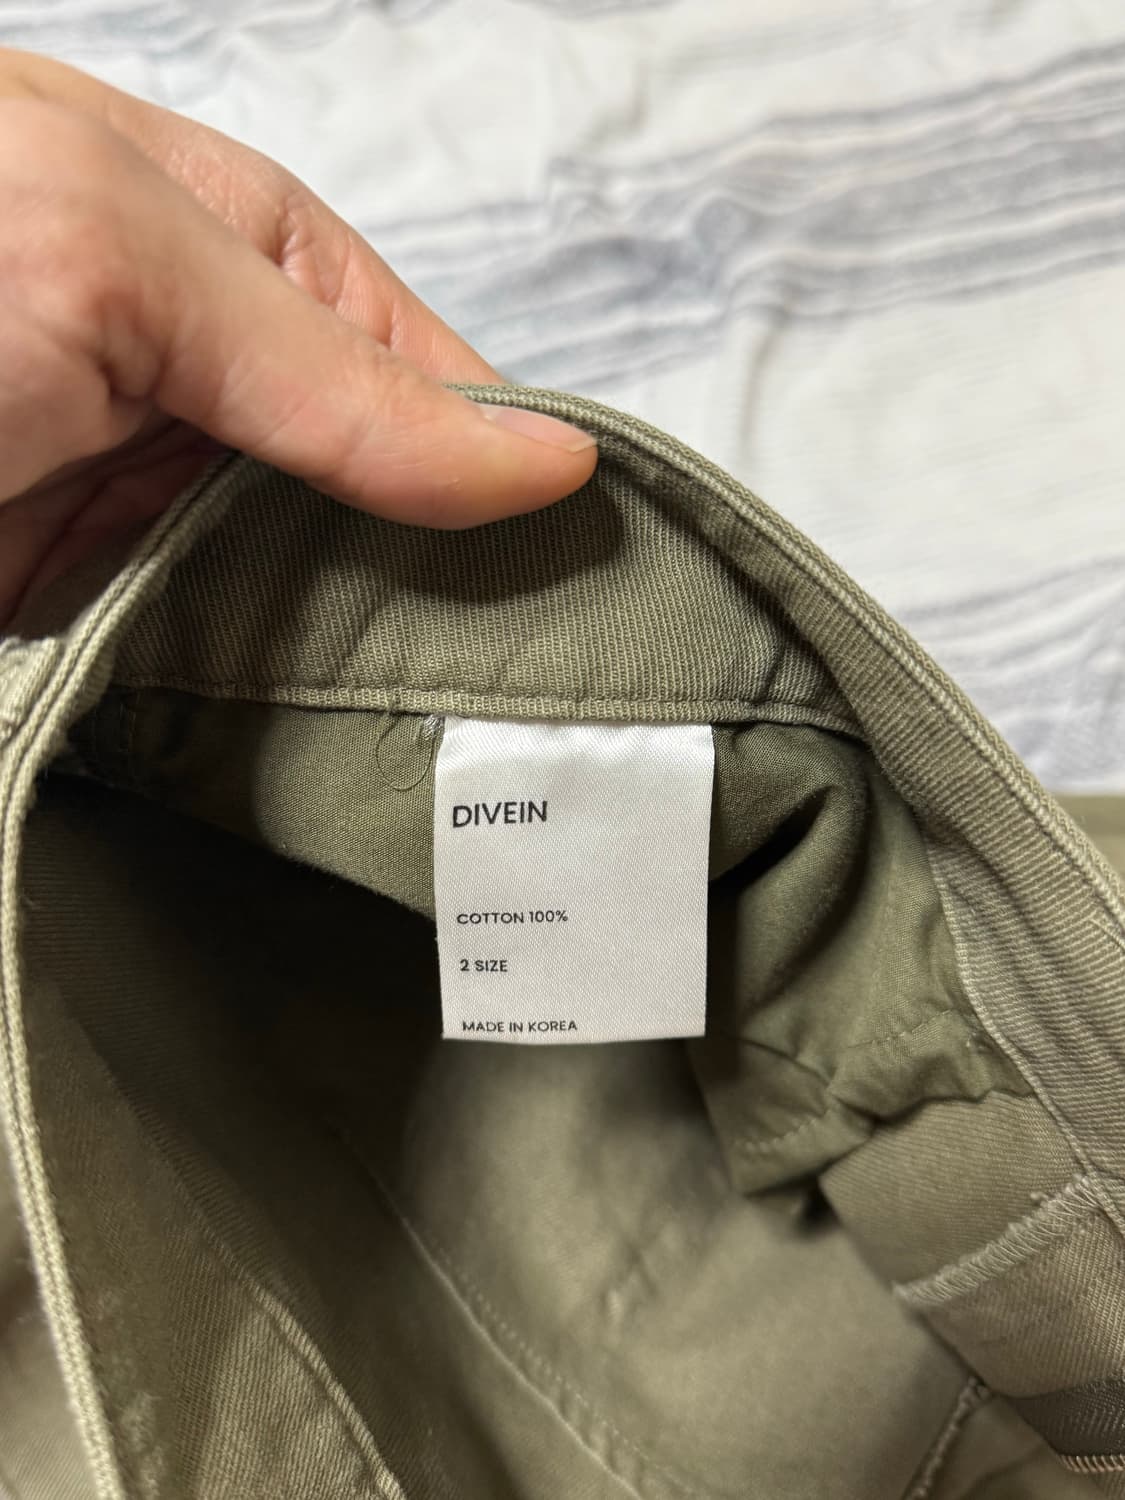 DIVEIN
COTTON 100%
2 SIZE
MADE IN KOREA